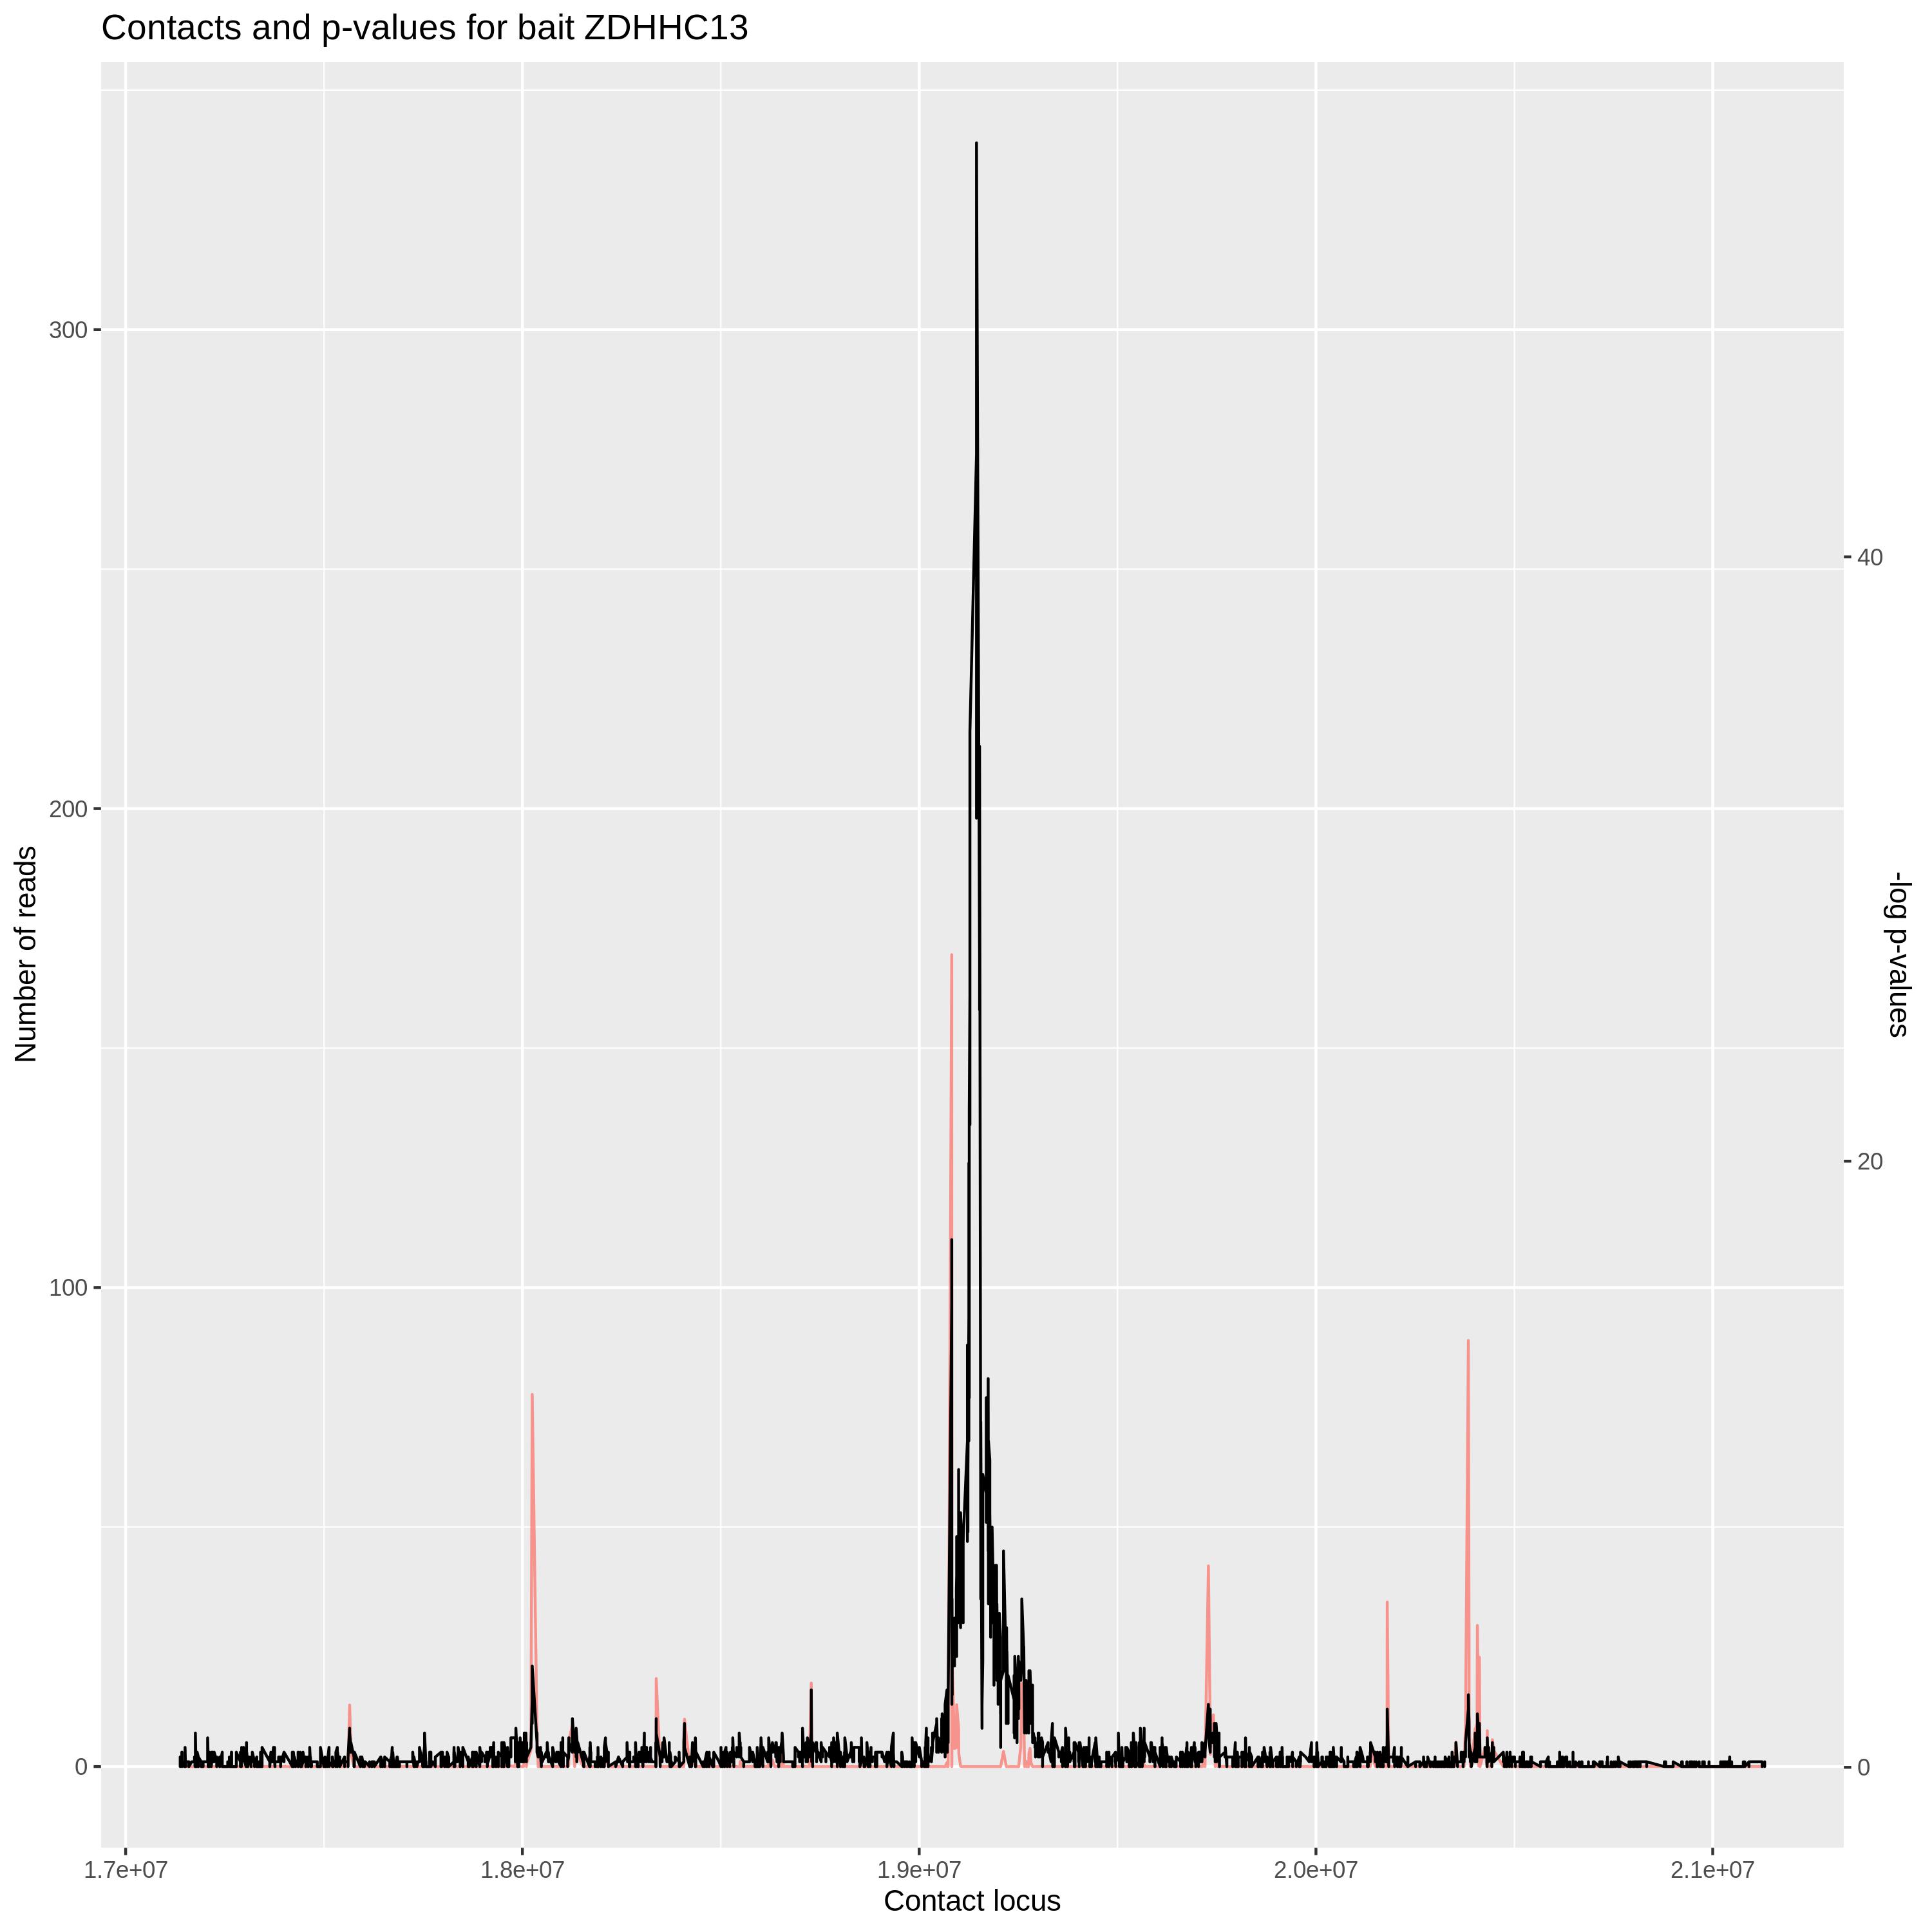 Contacts and p-values for bait ZDHHC13
300
200
100
0
Number of reads
40
20
0
-log p-values
1.7e+07
1.8e+07
1.9e+07
2.0e+07
2.1e+07
Contact locus